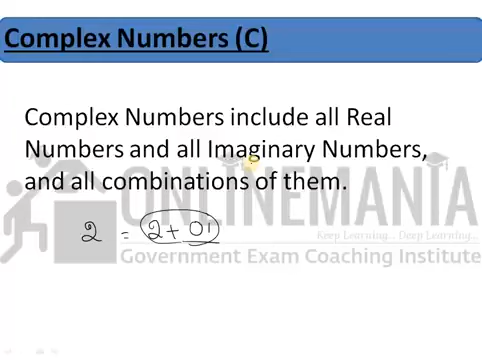 Complex Numbers (C)
Complex Numbers include all Real
Numbers and all Imaginary Numbers,
and all combinations of them.
ONLINEMANIA
2 = 2 + 0i
Keep Learning... Deep Learning...
Government Exam Coaching Institute